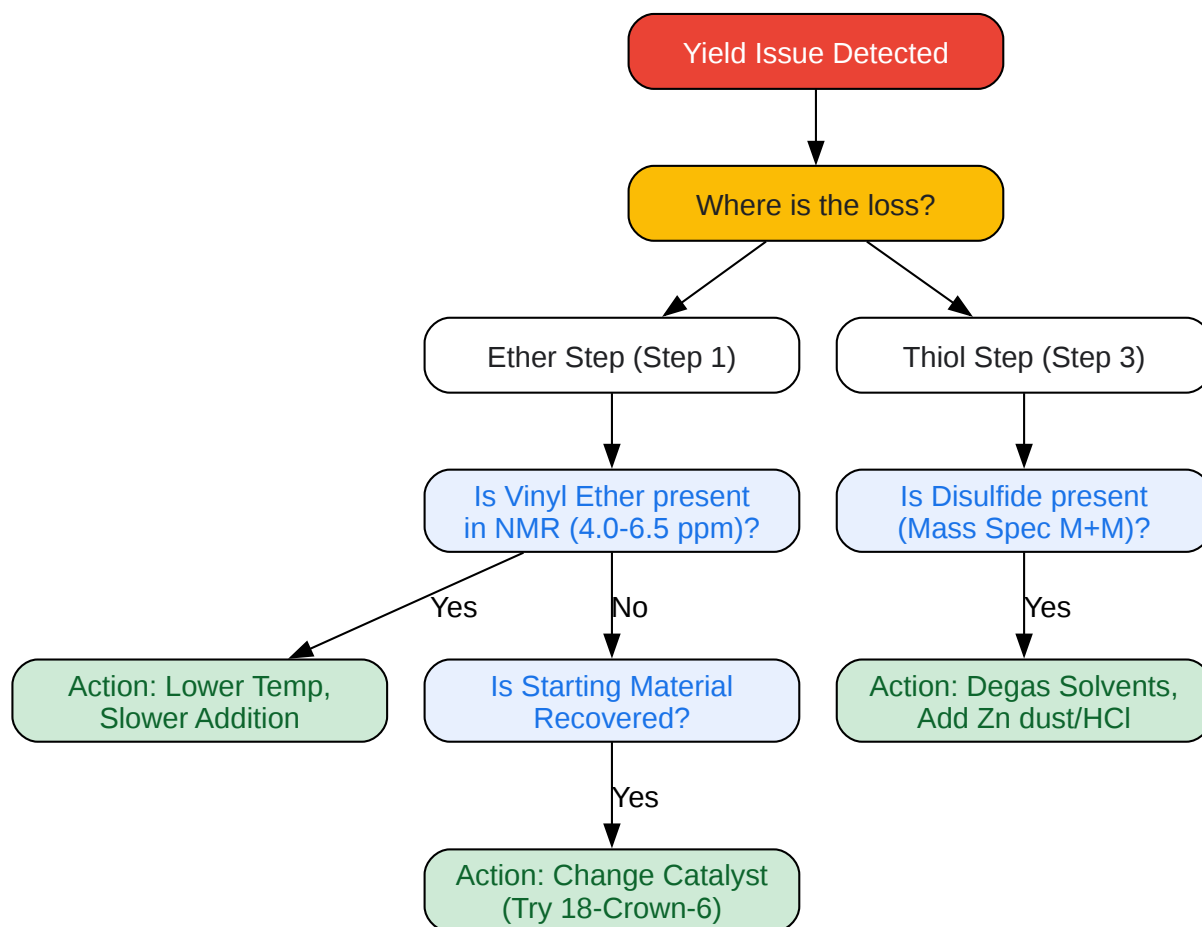 Yield Issue Detected
Where is the loss?
Ether Step (Step 1)
Thiol Step (Step 3)
Is Vinyl Ether present
in NMR (4.0-6.5 ppm)?
Is Disulfide present
(Mass Spec M+M)?
Yes
No
Yes
Action: Lower Temp,
Slower Addition
Is Starting Material
Recovered?
Action: Degas Solvents,
Add Zn dust/HCl
Yes
Action: Change Catalyst
(Try 18-Crown-6)